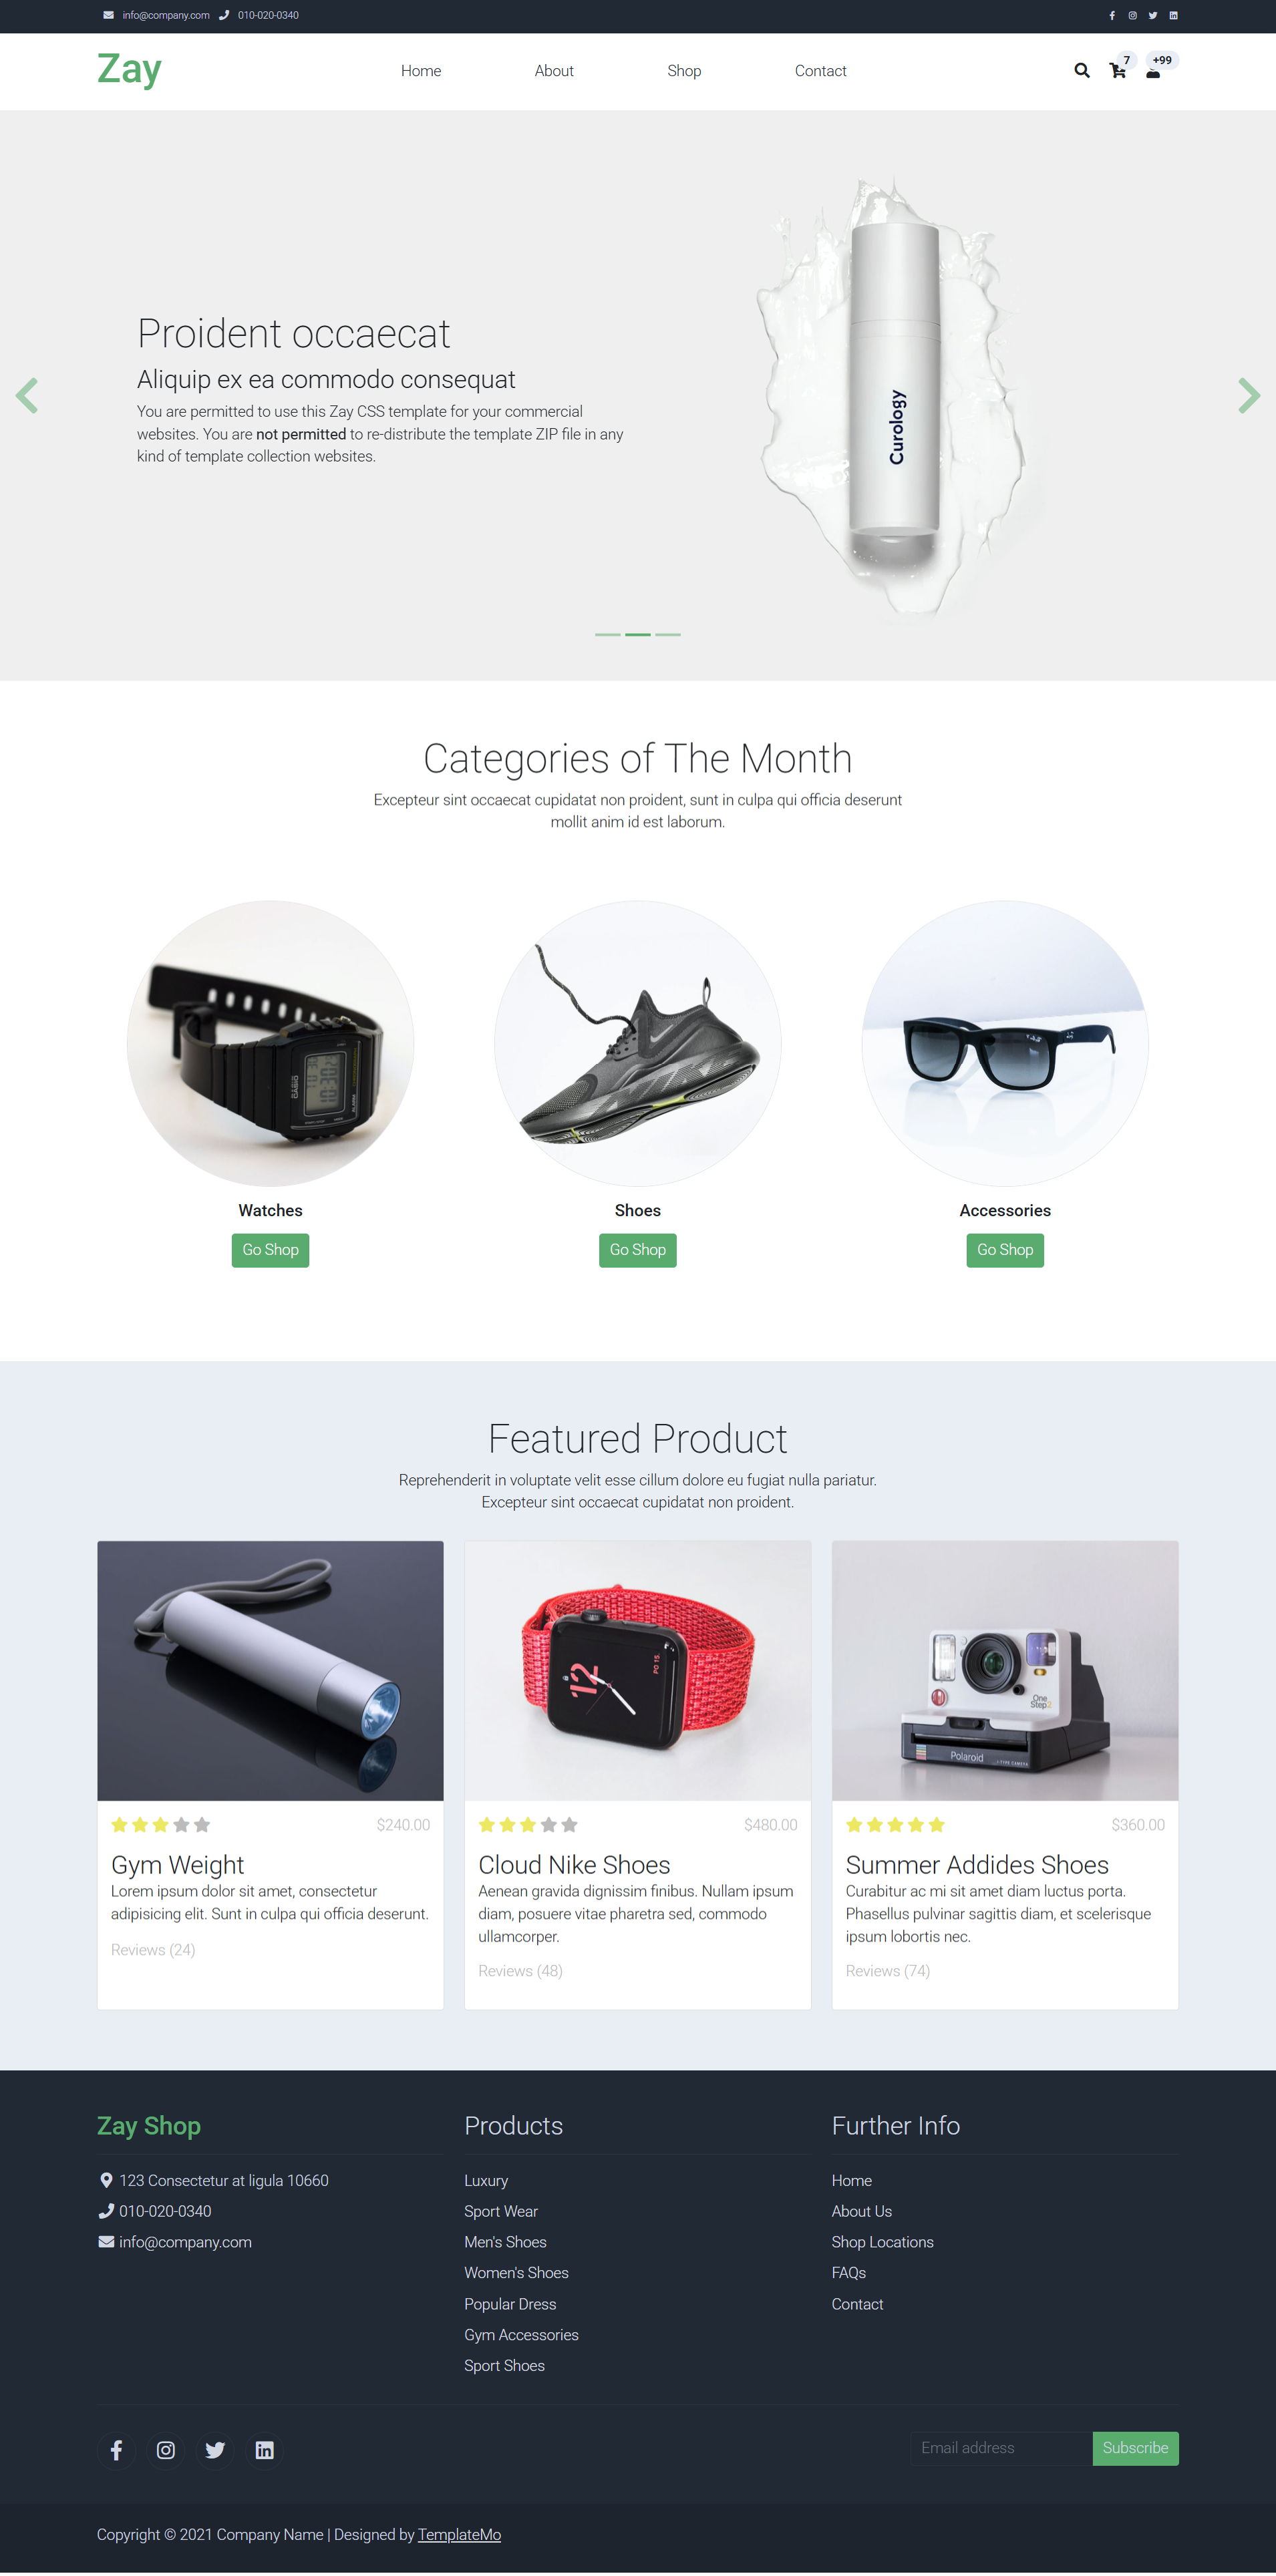 info@company.com 010-020-0340
Zay
Home About Shop Contact
7 +99
Proident occaecat
Aliquip ex ea commodo consequat
You are permitted to use this Zay CSS template for your commercial
websites. You are not permitted to re-distribute the template ZIP file in any
kind of template collection websites.
Curology
Categories of The Month
Excepteur sint occaecat cupidatat non proident, sunt in culpa qui officia deserunt
mollit anim id est laborum.
CASIO
10:30
Watches
Go Shop
Shoes
Go Shop
Accessories
Go Shop
Featured Product
Reprehenderit in voluptate velit esse cillum dolore eu fugiat nulla pariatur.
Excepteur sint occaecat cupidatat non proident.
$240.00
Gym Weight
Lorem ipsum dolor sit amet, consectetur
adipisicing elit. Sunt in culpa qui officia deserunt.
Reviews (24)
12
$480.00
Cloud Nike Shoes
Aenean gravida dignissim finibus. Nullam ipsum
diam, posuere vitae pharetra sed, commodo
ullamcorper.
Reviews (48)
One
Step2
Polaroid
$360.00
Summer Addides Shoes
Curabitur ac mi sit amet diam luctus porta.
Phasellus pulvinar sagittis diam, et scelerisque
ipsum lobortis nec.
Reviews (74)
Zay Shop
123 Consectetur at ligula 10660
010-020-0340
info@company.com
Products
Luxury
Sport Wear
Men's Shoes
Women's Shoes
Popular Dress
Gym Accessories
Sport Shoes
Further Info
Home
About Us
Shop Locations
FAQs
Contact
Email address Subscribe
Copyright © 2021 Company Name | Designed by TemplateMo